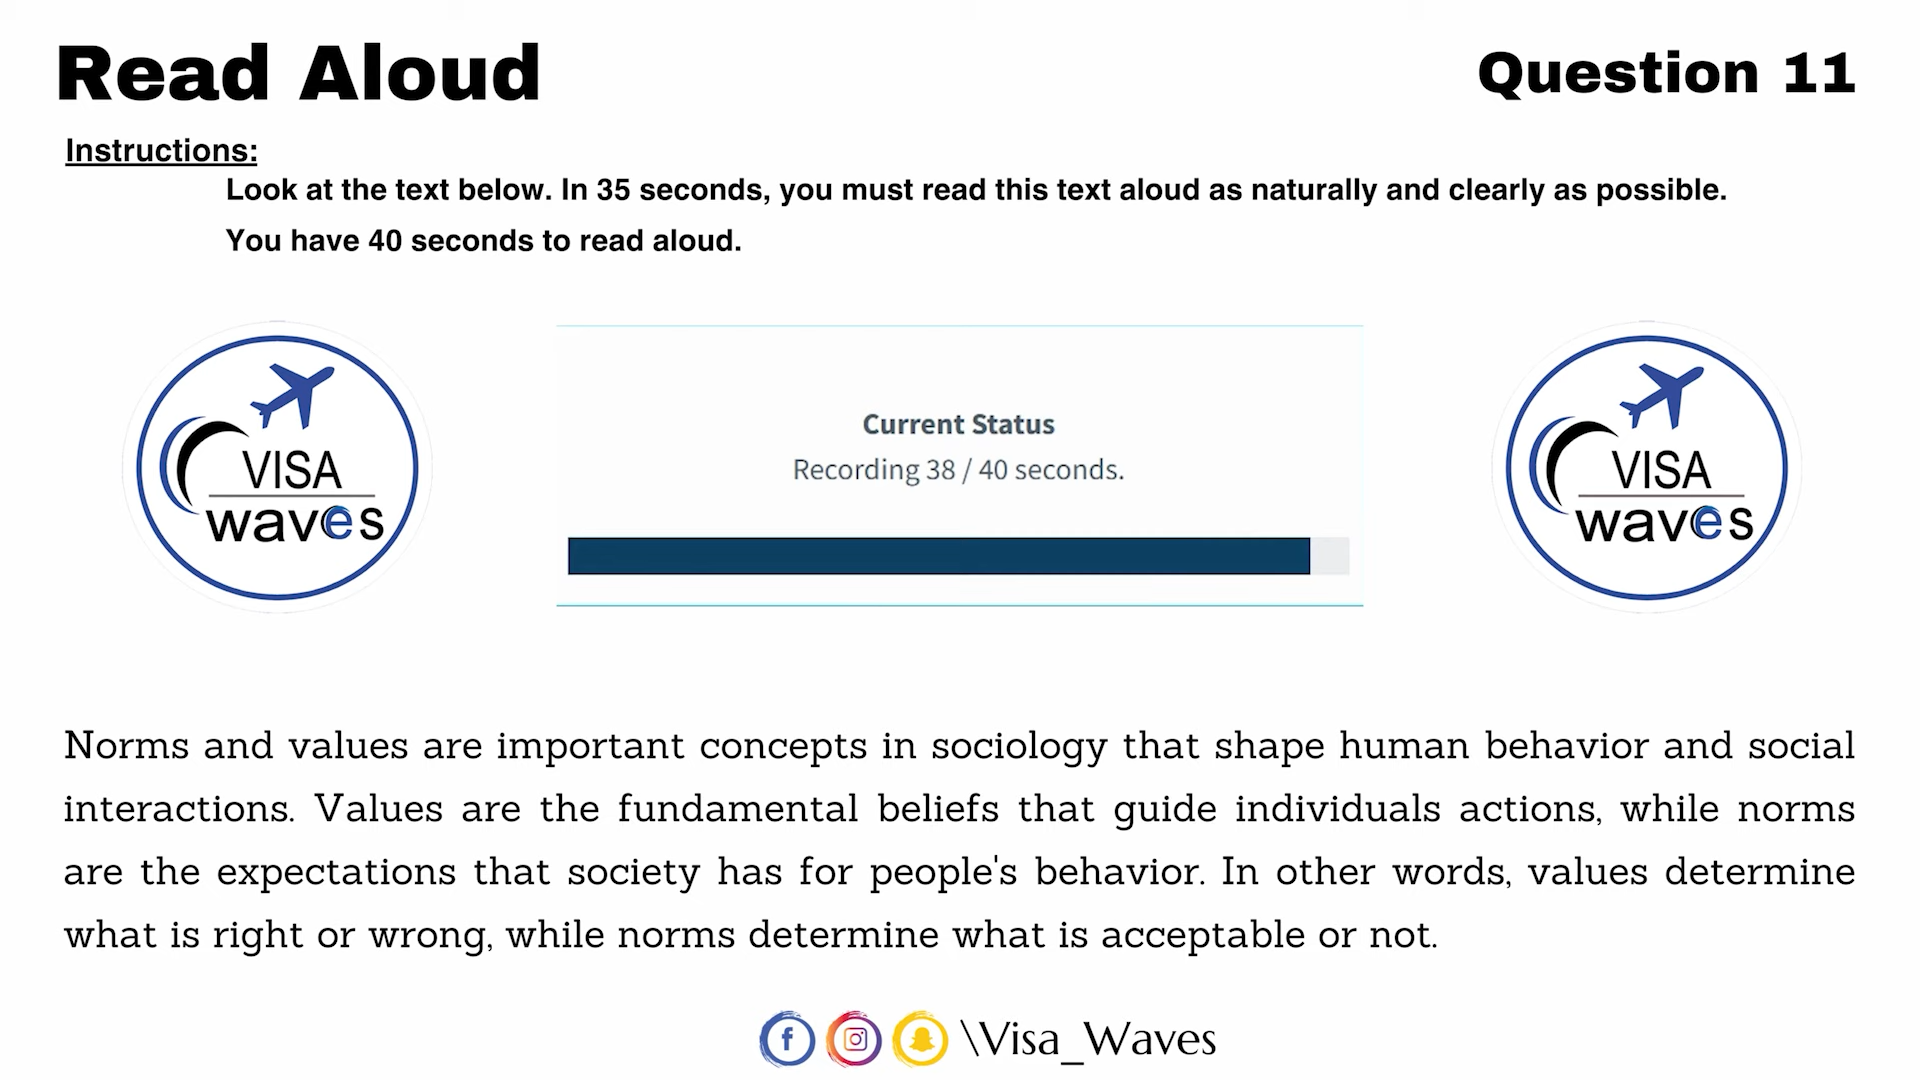 Read Aloud
Question 11
Instructions:
Look at the text below. In 35 seconds, you must read this text aloud as naturally and clearly as possible.
You have 40 seconds to read aloud.
VISA
waves
Current Status
Recording 38 / 40 seconds.
VISA
waves
Norms and values are important concepts in sociology that shape human behavior and social
interactions. Values are the fundamental beliefs that guide individuals actions, while norms
are the expectations that society has for people's behavior. In other words, values determine
what is right or wrong, while norms determine what is acceptable or not.
\Visa_Waves